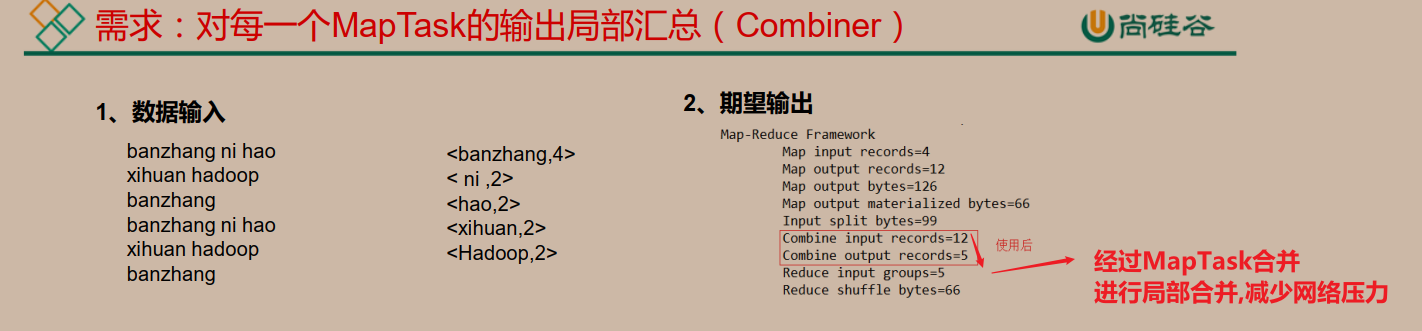 需求：对每一个MapTask的输出局部汇总（Combiner）
尚硅谷
1、数据输入
banzhang ni hao
xihuan hadoop
banzhang
banzhang ni hao
xihuan hadoop
banzhang
<banzhang,4>
< ni ,2>
<hao,2>
<xihuan,2>
<Hadoop,2>
2、期望输出
Map-Reduce Framework
Map input records=4
Map output records=12
Map output bytes=126
Map output materialized bytes=66
Input split bytes=99
Combine input records=12
Combine output records=5
Reduce input groups=5
Reduce shuffle bytes=66
使用后
经过MapTask合并
进行局部合并,减少网络压力